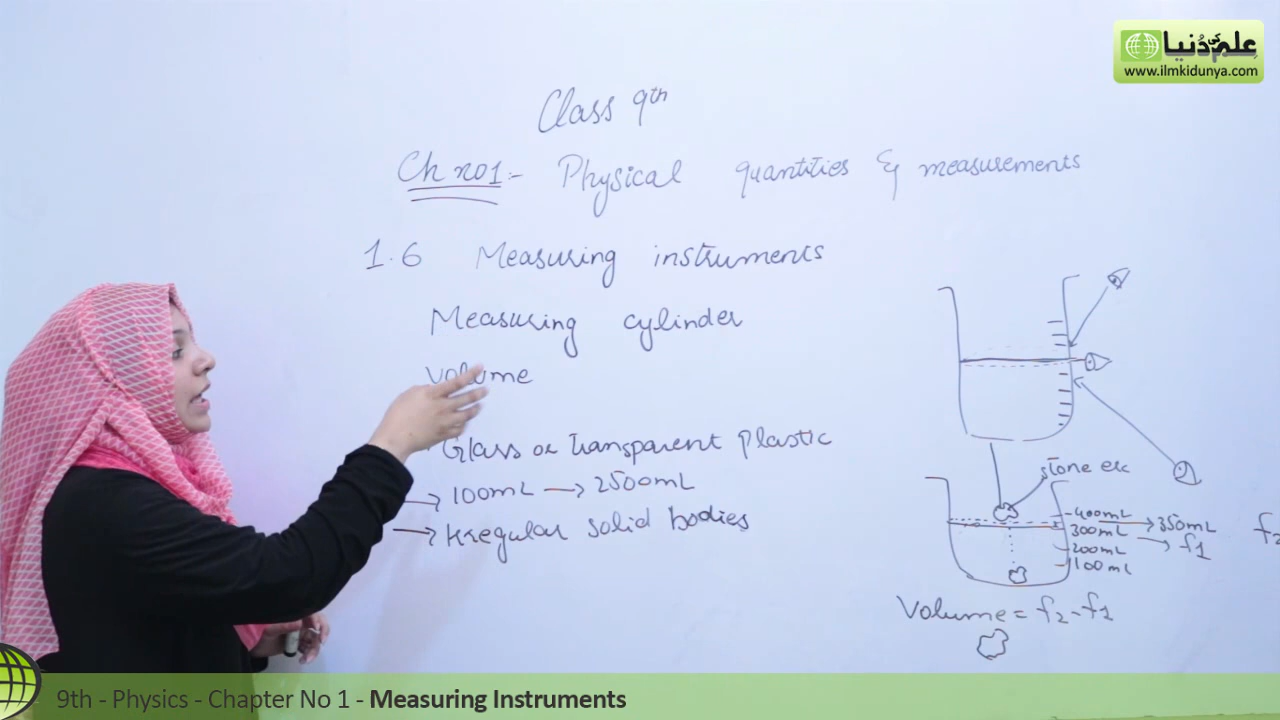 علم کی دُنیا
www.ilmkidunya.com
Class 9th
Ch no1:- Physical quantities & measurements
1.6 Measuring instruments
Measuring cylinder
Volume
Glass or transparent plastic
→ 100mL → 2500mL
→ Irregular solid bodies
stone etc
400mL → 350mL
300mL → f1
200mL
100mL
f2
Volume = f2-f1
9th - Physics - Chapter No 1 - Measuring Instruments